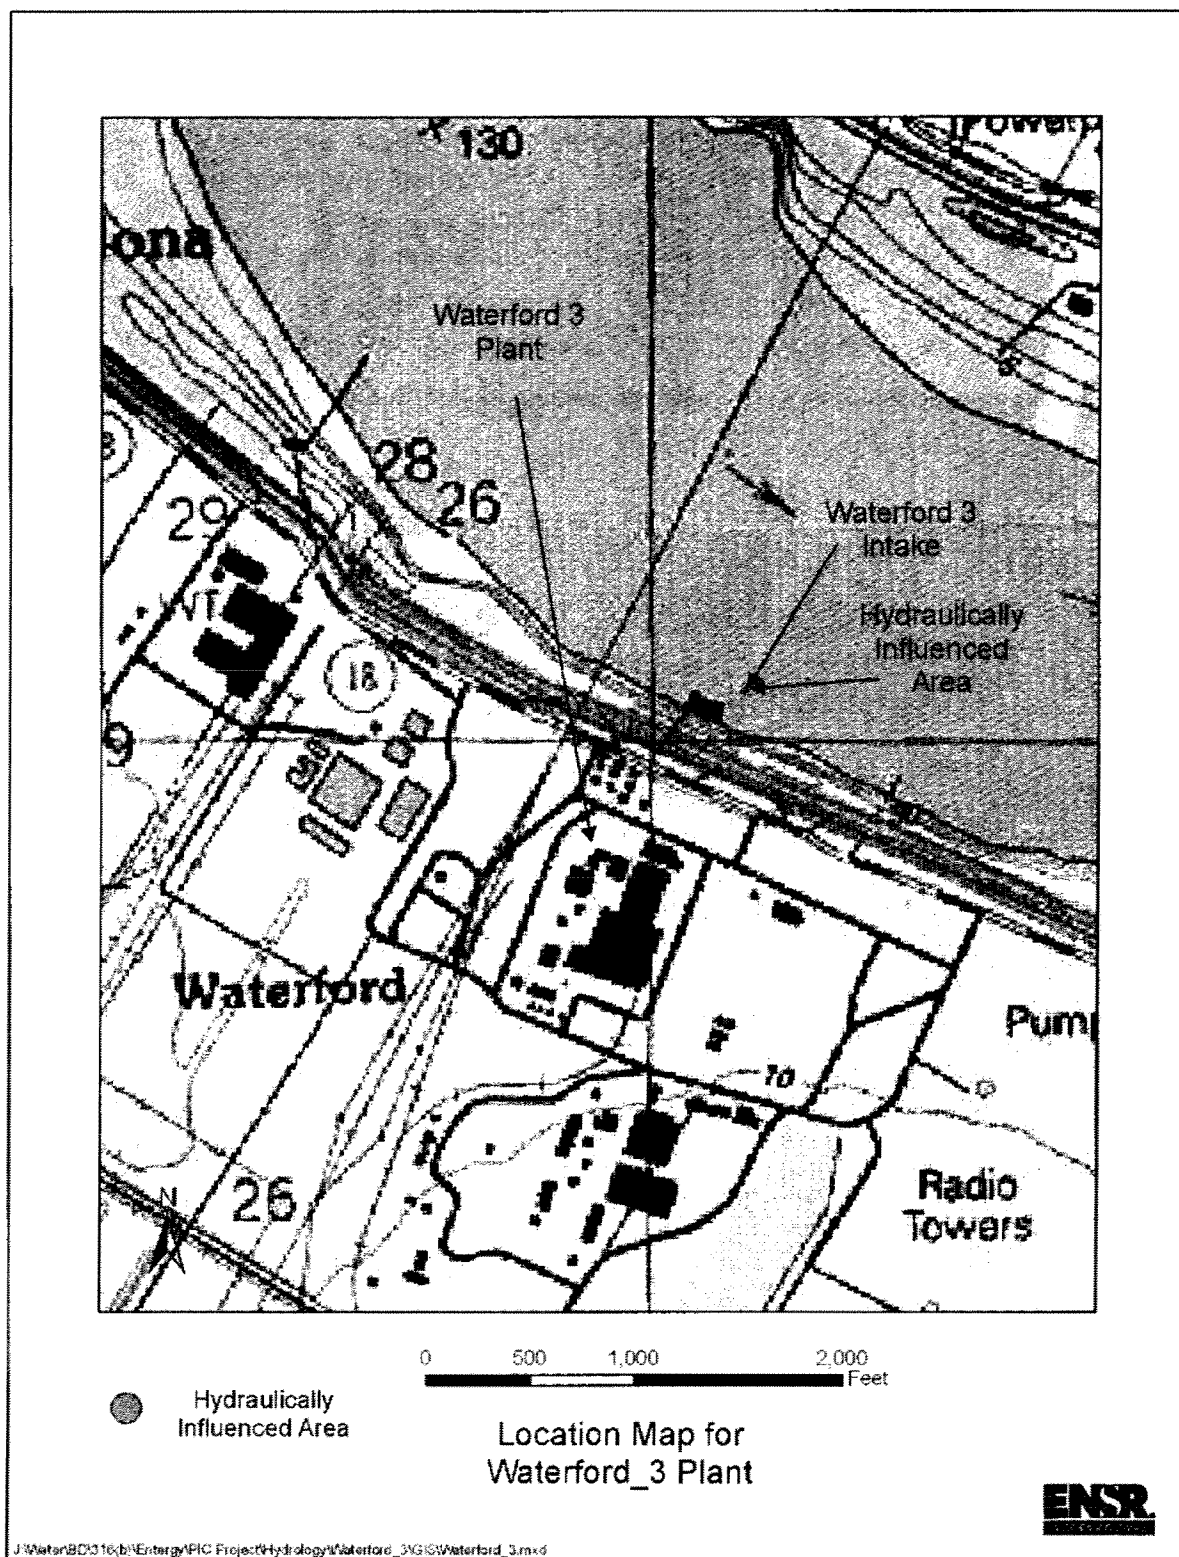 130
ona
Waterford 3
Plant
28
26
29
Waterford 3
Intake
Hydraulically
Influenced
Area
18
9
Waterford
Pump
10
26
Radio
Towers
N
0 500 1,000 2,000
Feet
Hydraulically
Influenced Area
Location Map for
Waterford_3 Plant
ENSR